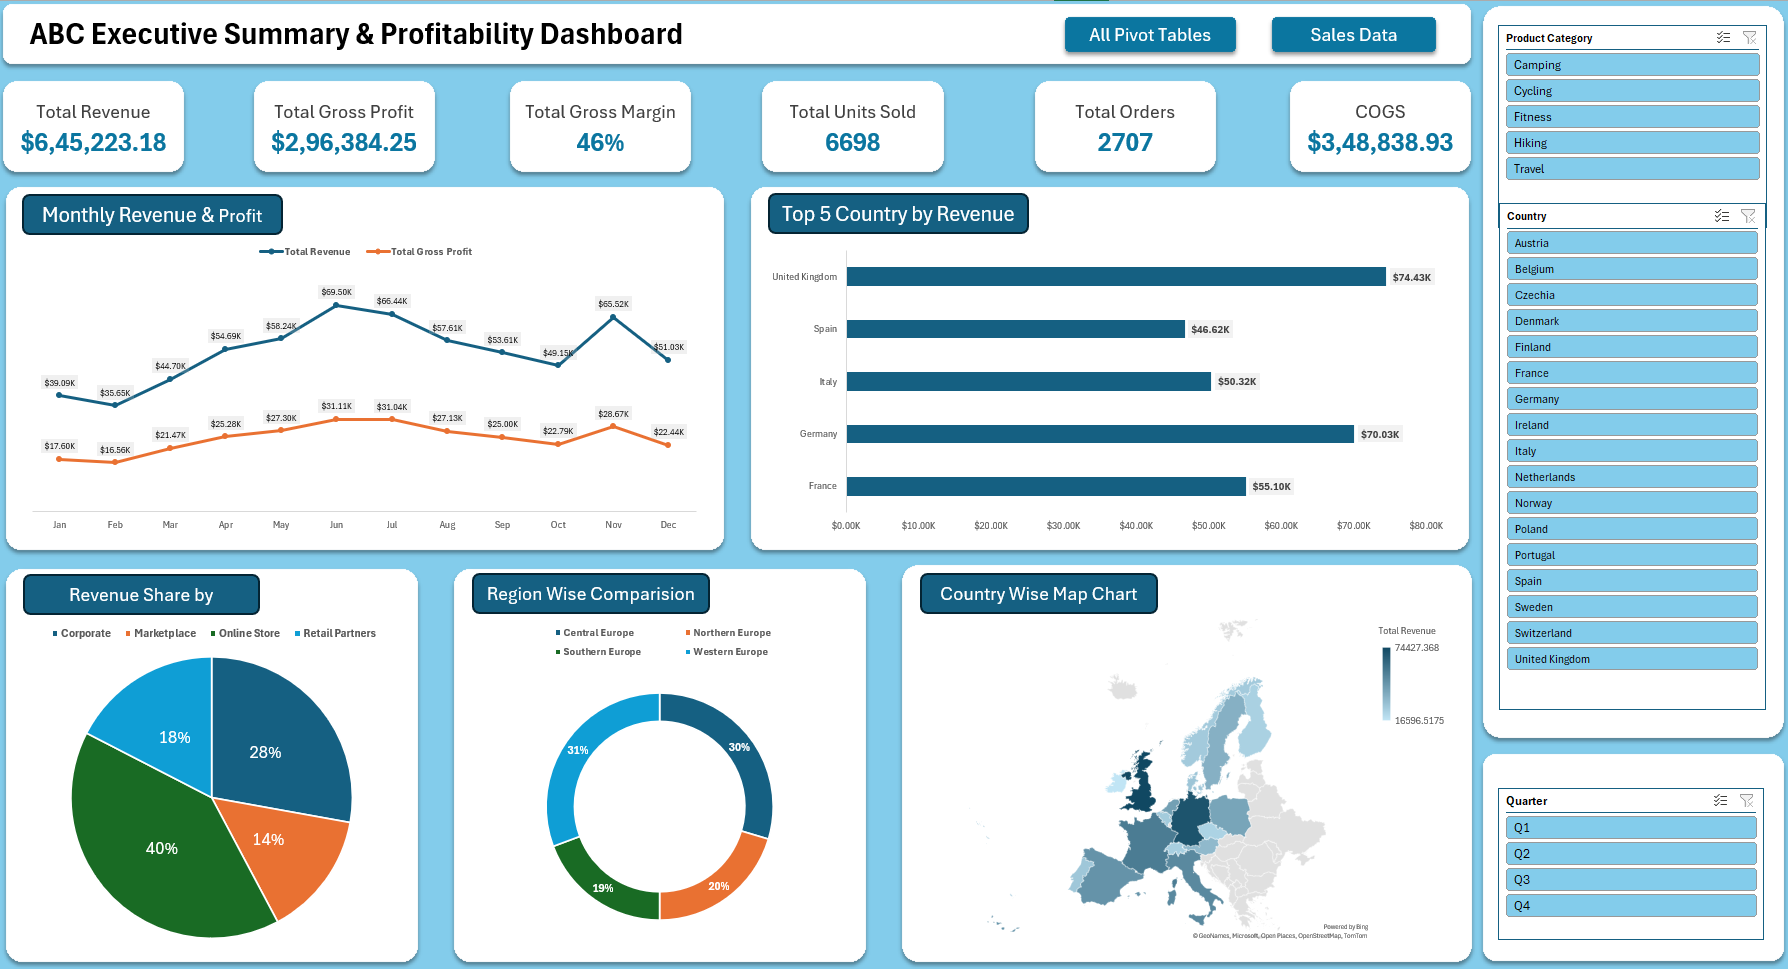 ABC Executive Summary & Profitability Dashboard
All Pivot Tables
Sales Data
Total Revenue
$6,45,223.18
Total Gross Profit
$2,96,384.25
Total Gross Margin
46%
Total Units Sold
6698
Total Orders
2707
COGS
$3,48,838.93
Monthly Revenue & Profit
Total Revenue
Total Gross Profit
$39.09K
$35.65K
$44.70K
$54.69K
$58.24K
$69.50K
$66.44K
$57.61K
$53.61K
$49.15K
$65.52K
$51.03K
$17.60K
$16.56K
$21.47K
$25.28K
$27.30K
$31.11K
$31.04K
$27.13K
$25.00K
$22.79K
$28.67K
$22.44K
Jan Feb Mar Apr May Jun Jul Aug Sep Oct Nov Dec
Top 5 Country by Revenue
United Kingdom $74.43K
Spain $46.62K
Italy $50.32K
Germany $70.03K
France $55.10K
$0.00K $10.00K $20.00K $30.00K $40.00K $50.00K $60.00K $70.00K $80.00K
Revenue Share by
Corporate Marketplace Online Store Retail Partners
18%
28%
14%
40%
Region Wise Comparision
Central Europe Northern Europe
Southern Europe Western Europe
31%
30%
19%
20%
Country Wise Map Chart
Total Revenue
74427.368
16596.5175
Powered by Bing
© GeoNames, Microsoft, Open Places, OpenStreetMap, TomTom
Product Category
Camping
Cycling
Fitness
Hiking
Travel
Country
Austria
Belgium
Czechia
Denmark
Finland
France
Germany
Ireland
Italy
Netherlands
Norway
Poland
Portugal
Spain
Sweden
Switzerland
United Kingdom
Quarter
Q1
Q2
Q3
Q4